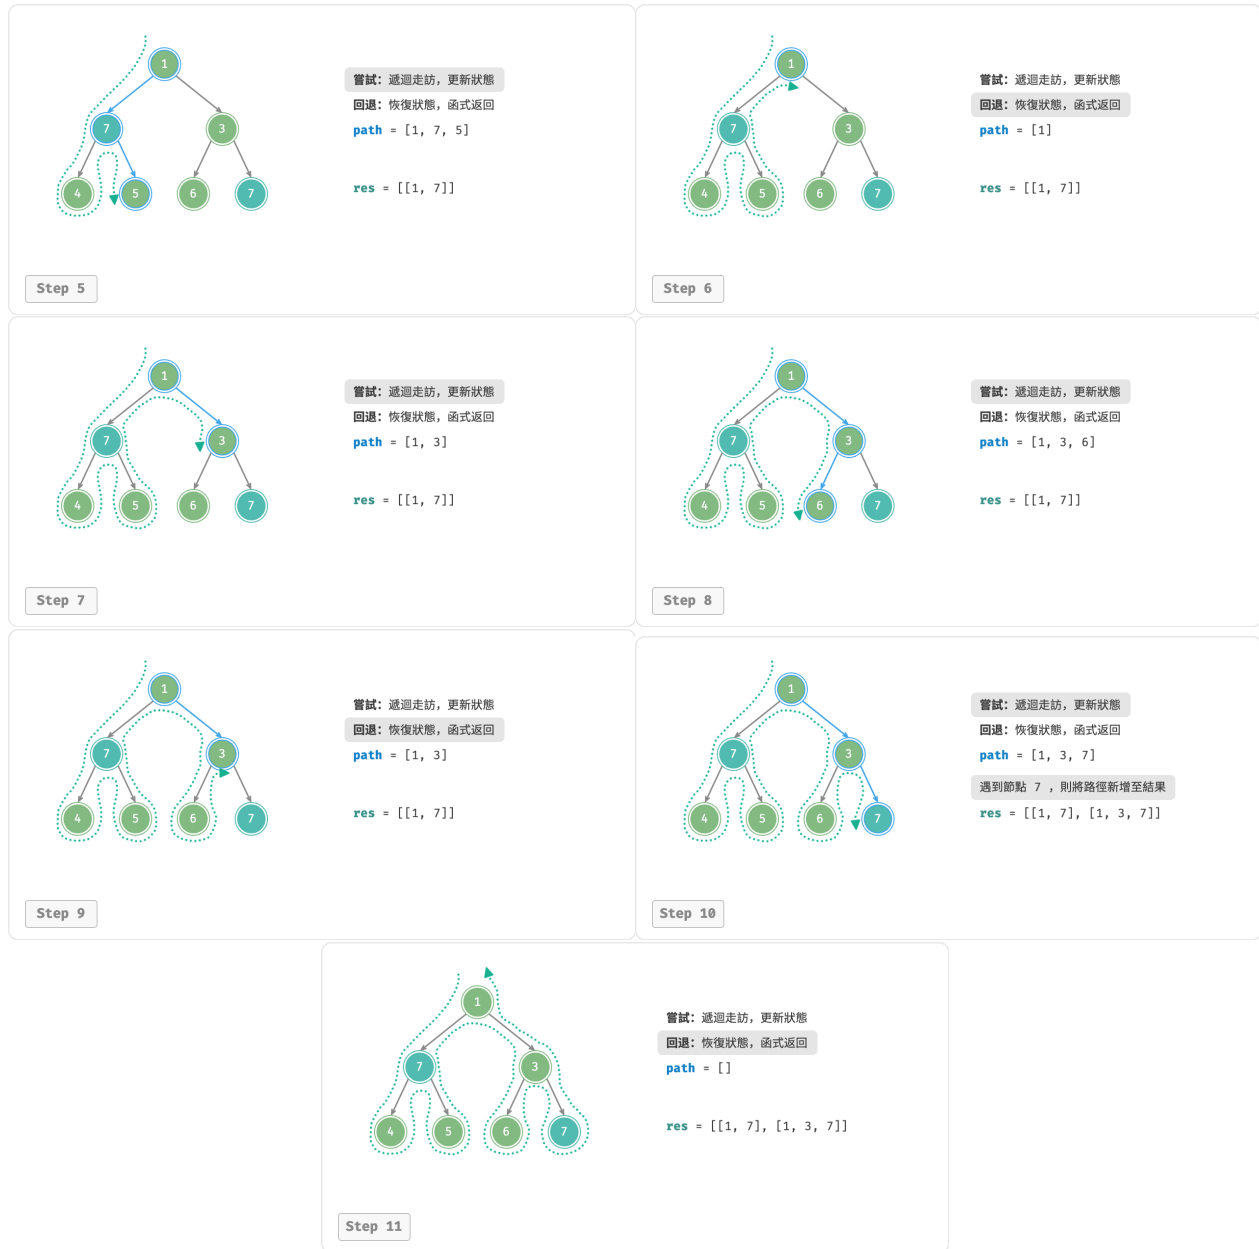 1
7
3
4
5
6
7
嘗試：遞迴走訪，更新狀態
回退：恢復狀態，函式返回
path = [1, 7, 5]
res = [[1, 7]]
Step 5
1
7
3
4
5
6
7
嘗試：遞迴走訪，更新狀態
回退：恢復狀態，函式返回
path = [1]
res = [[1, 7]]
Step 6
1
7
3
4
5
6
7
嘗試：遞迴走訪，更新狀態
回退：恢復狀態，函式返回
path = [1, 3]
res = [[1, 7]]
Step 7
1
7
3
4
5
6
7
嘗試：遞迴走訪，更新狀態
回退：恢復狀態，函式返回
path = [1, 3, 6]
res = [[1, 7]]
Step 8
1
7
3
4
5
6
7
嘗試：遞迴走訪，更新狀態
回退：恢復狀態，函式返回
path = [1, 3]
res = [[1, 7]]
Step 9
1
7
3
4
5
6
7
嘗試：遞迴走訪，更新狀態
回退：恢復狀態，函式返回
path = [1, 3, 7]
遇到節點 7 ，則將路徑新增至結果
res = [[1, 7], [1, 3, 7]]
Step 10
1
7
3
4
5
6
7
嘗試：遞迴走訪，更新狀態
回退：恢復狀態，函式返回
path = []
res = [[1, 7], [1, 3, 7]]
Step 11